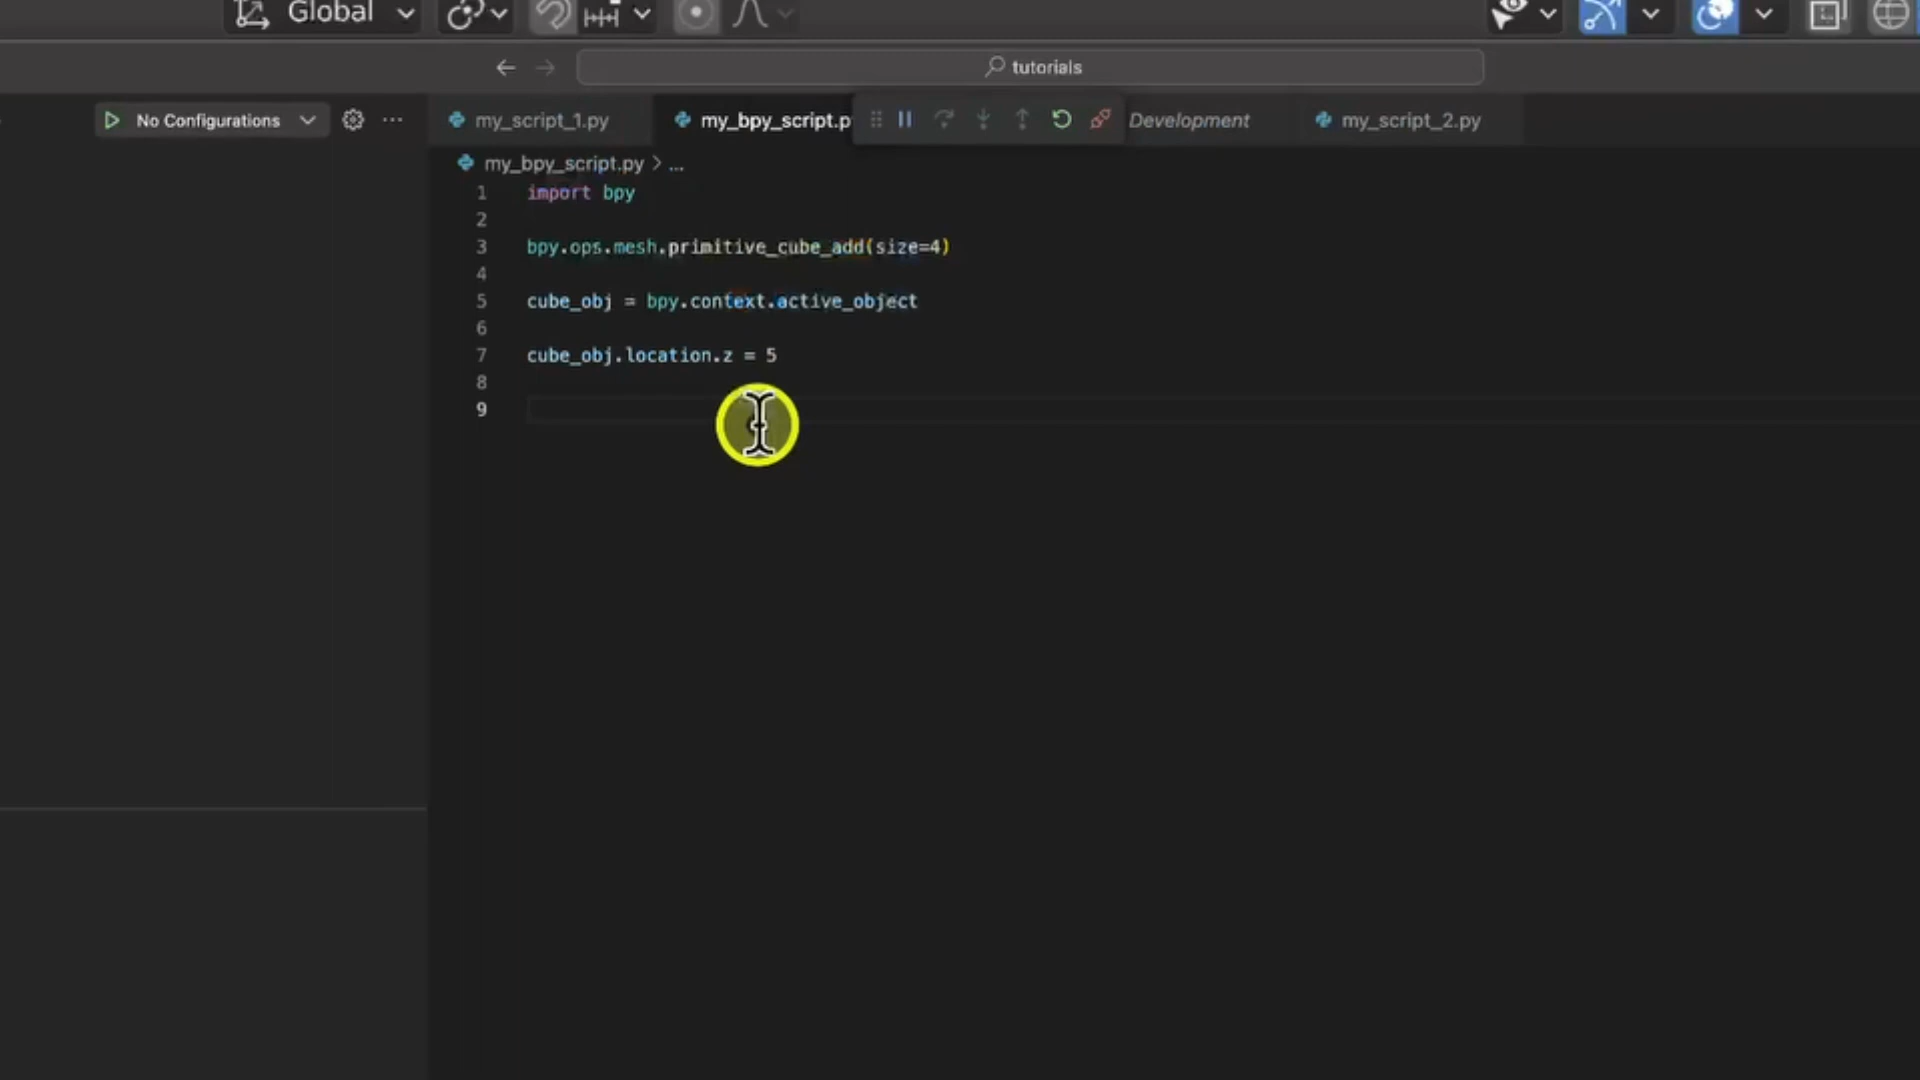 Global
tutorials
No Configurations
my_script_1.py
my_bpy_script.p
Development
my_script_2.py
my_bpy_script.py > ...
1 import bpy
2
3 bpy.ops.mesh.primitive_cube_add(size=4)
4
5 cube_obj = bpy.context.active_object
6
7 cube_obj.location.z = 5
8
9